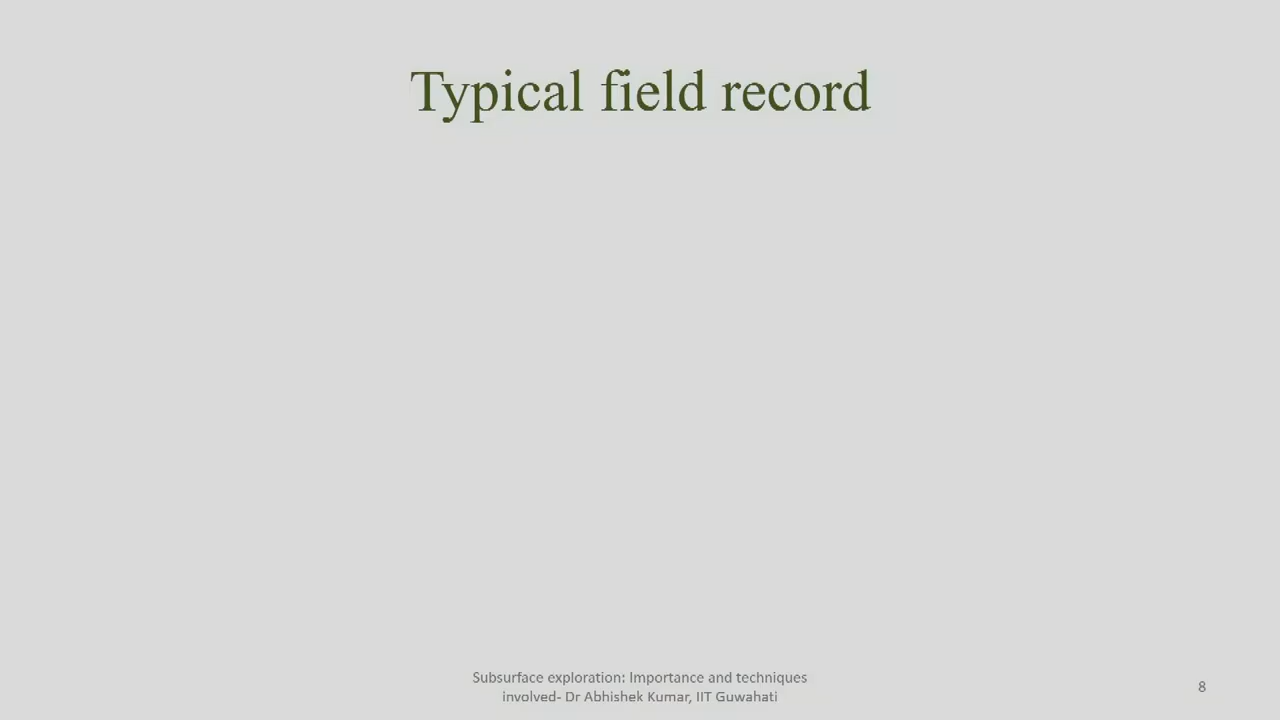 Typical field record
Subsurface exploration: Importance and techniques
involved- Dr Abhishek Kumar, IIT Guwahati
8